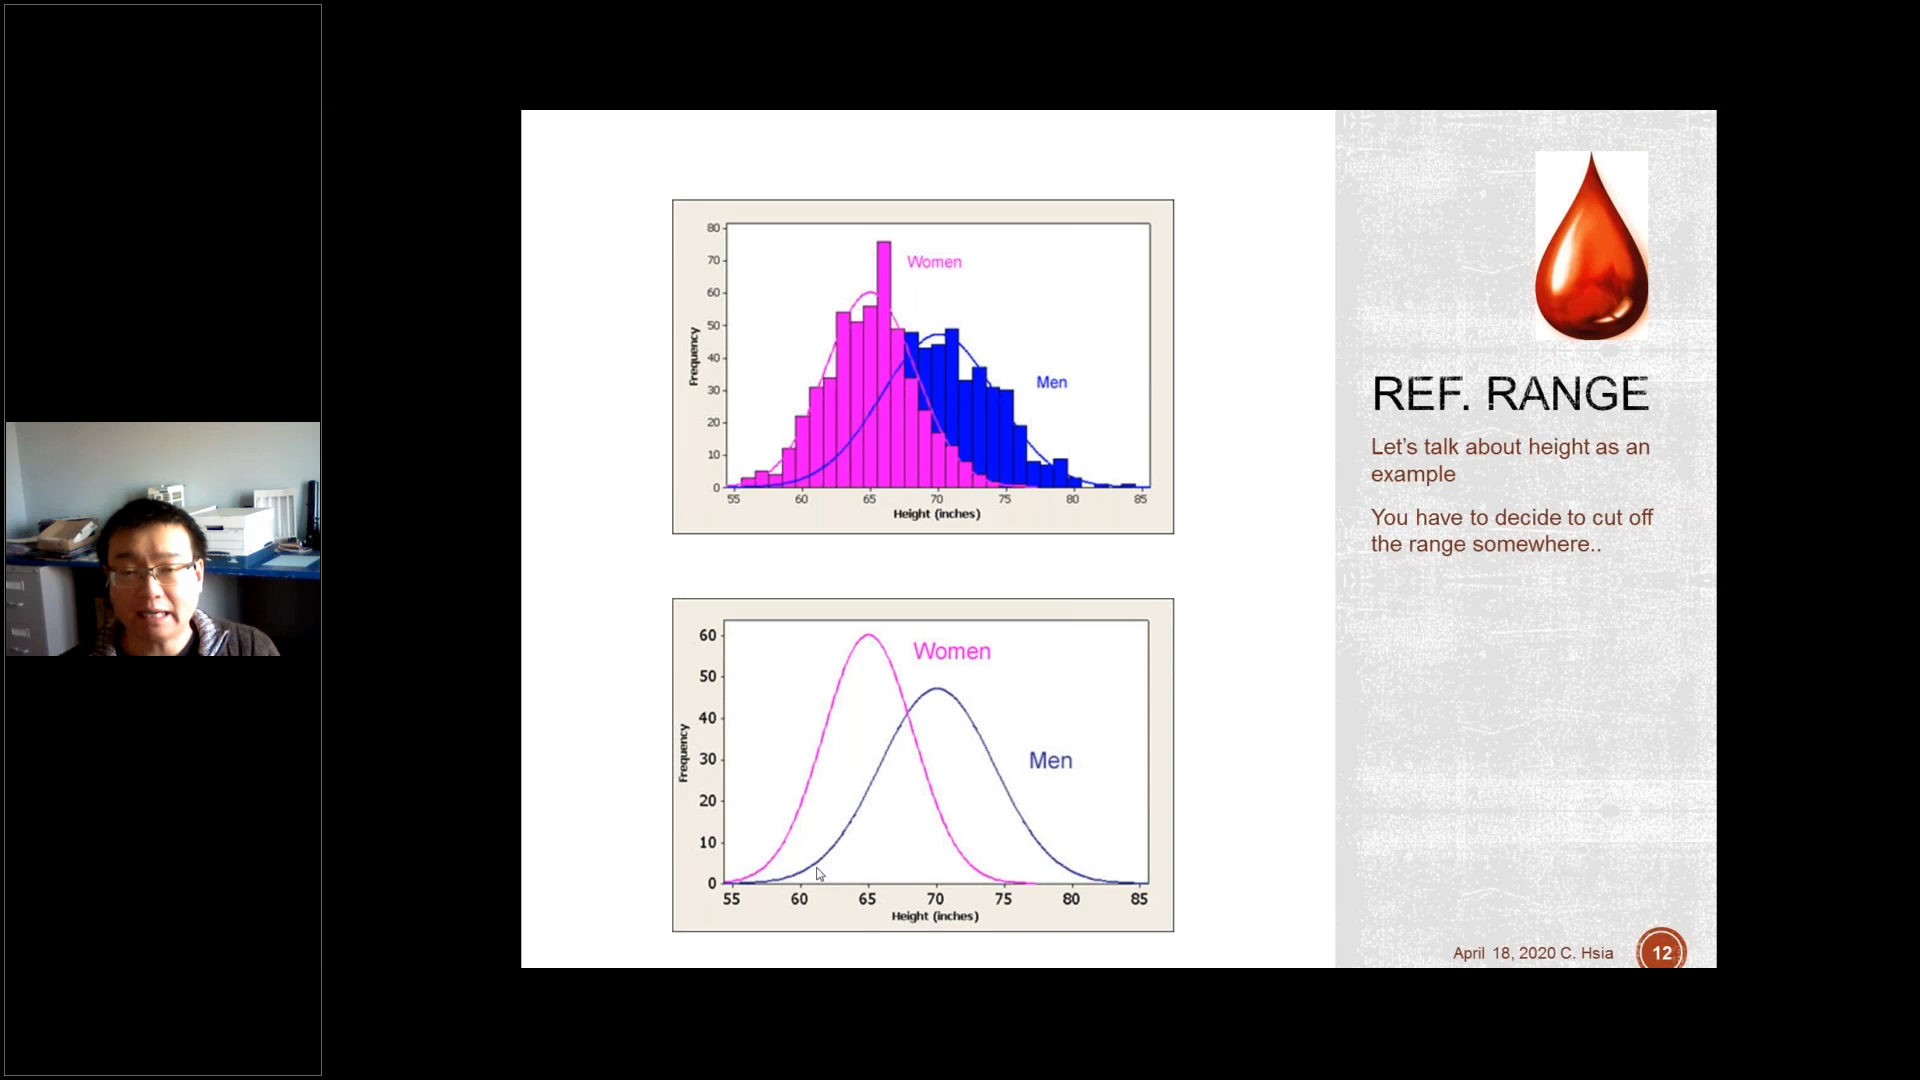 80
70
60
50
40
30
20
10
0
Frequency
Women
Men
55 60 65 70 75 80 85
Height (inches)
60
50
40
30
20
10
0
Frequency
Women
Men
55 60 65 70 75 80 85
Height (inches)
REF. RANGE
Let’s talk about height as an
example
You have to decide to cut off
the range somewhere..
April 18, 2020 C. Hsia
12